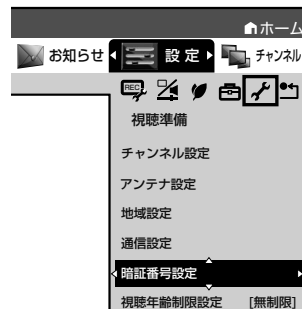 ホーム
お知らせ 設定 チャンネル
REC
視聴準備
チャンネル設定
アンテナ設定
地域設定
通信設定
暗証番号設定
視聴年齢制限設定 [無制限]